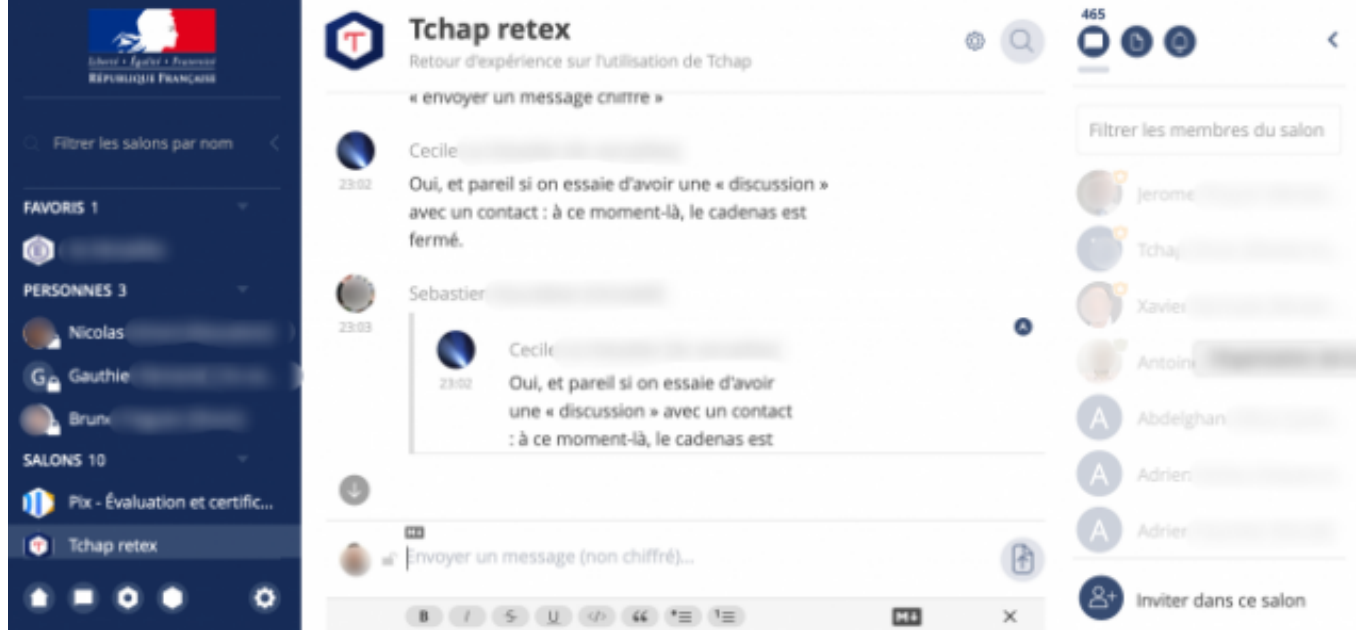 Liberté • Égalité • Fraternité
RÉPUBLIQUE FRANÇAISE
Filtrer les salons par nom
FAVORIS 1
PERSONNES 3
Nicolas
G
Gauthie
Brun
SALONS 10
Pix - Évaluation et certific...
Tchap retex
Tchap retex
Retour d'expérience sur l'utilisation de Tchap
« envoyer un message chiffré »
Cecile
23:02
Oui, et pareil si on essaie d'avoir une « discussion »
avec un contact : à ce moment-là, le cadenas est
fermé.
Sebastien
23:03
A
Cecile
23:02
Oui, et pareil si on essaie d'avoir
une « discussion » avec un contact
: à ce moment-là, le cadenas est
Envoyer un message (non chiffré)...
B I S U </> “
465
Filtrer les membres du salon
Jerome
Tchap
Xavier
Antoine
A
Abdelghan
A
Adrien
A
Adrien
Inviter dans ce salon